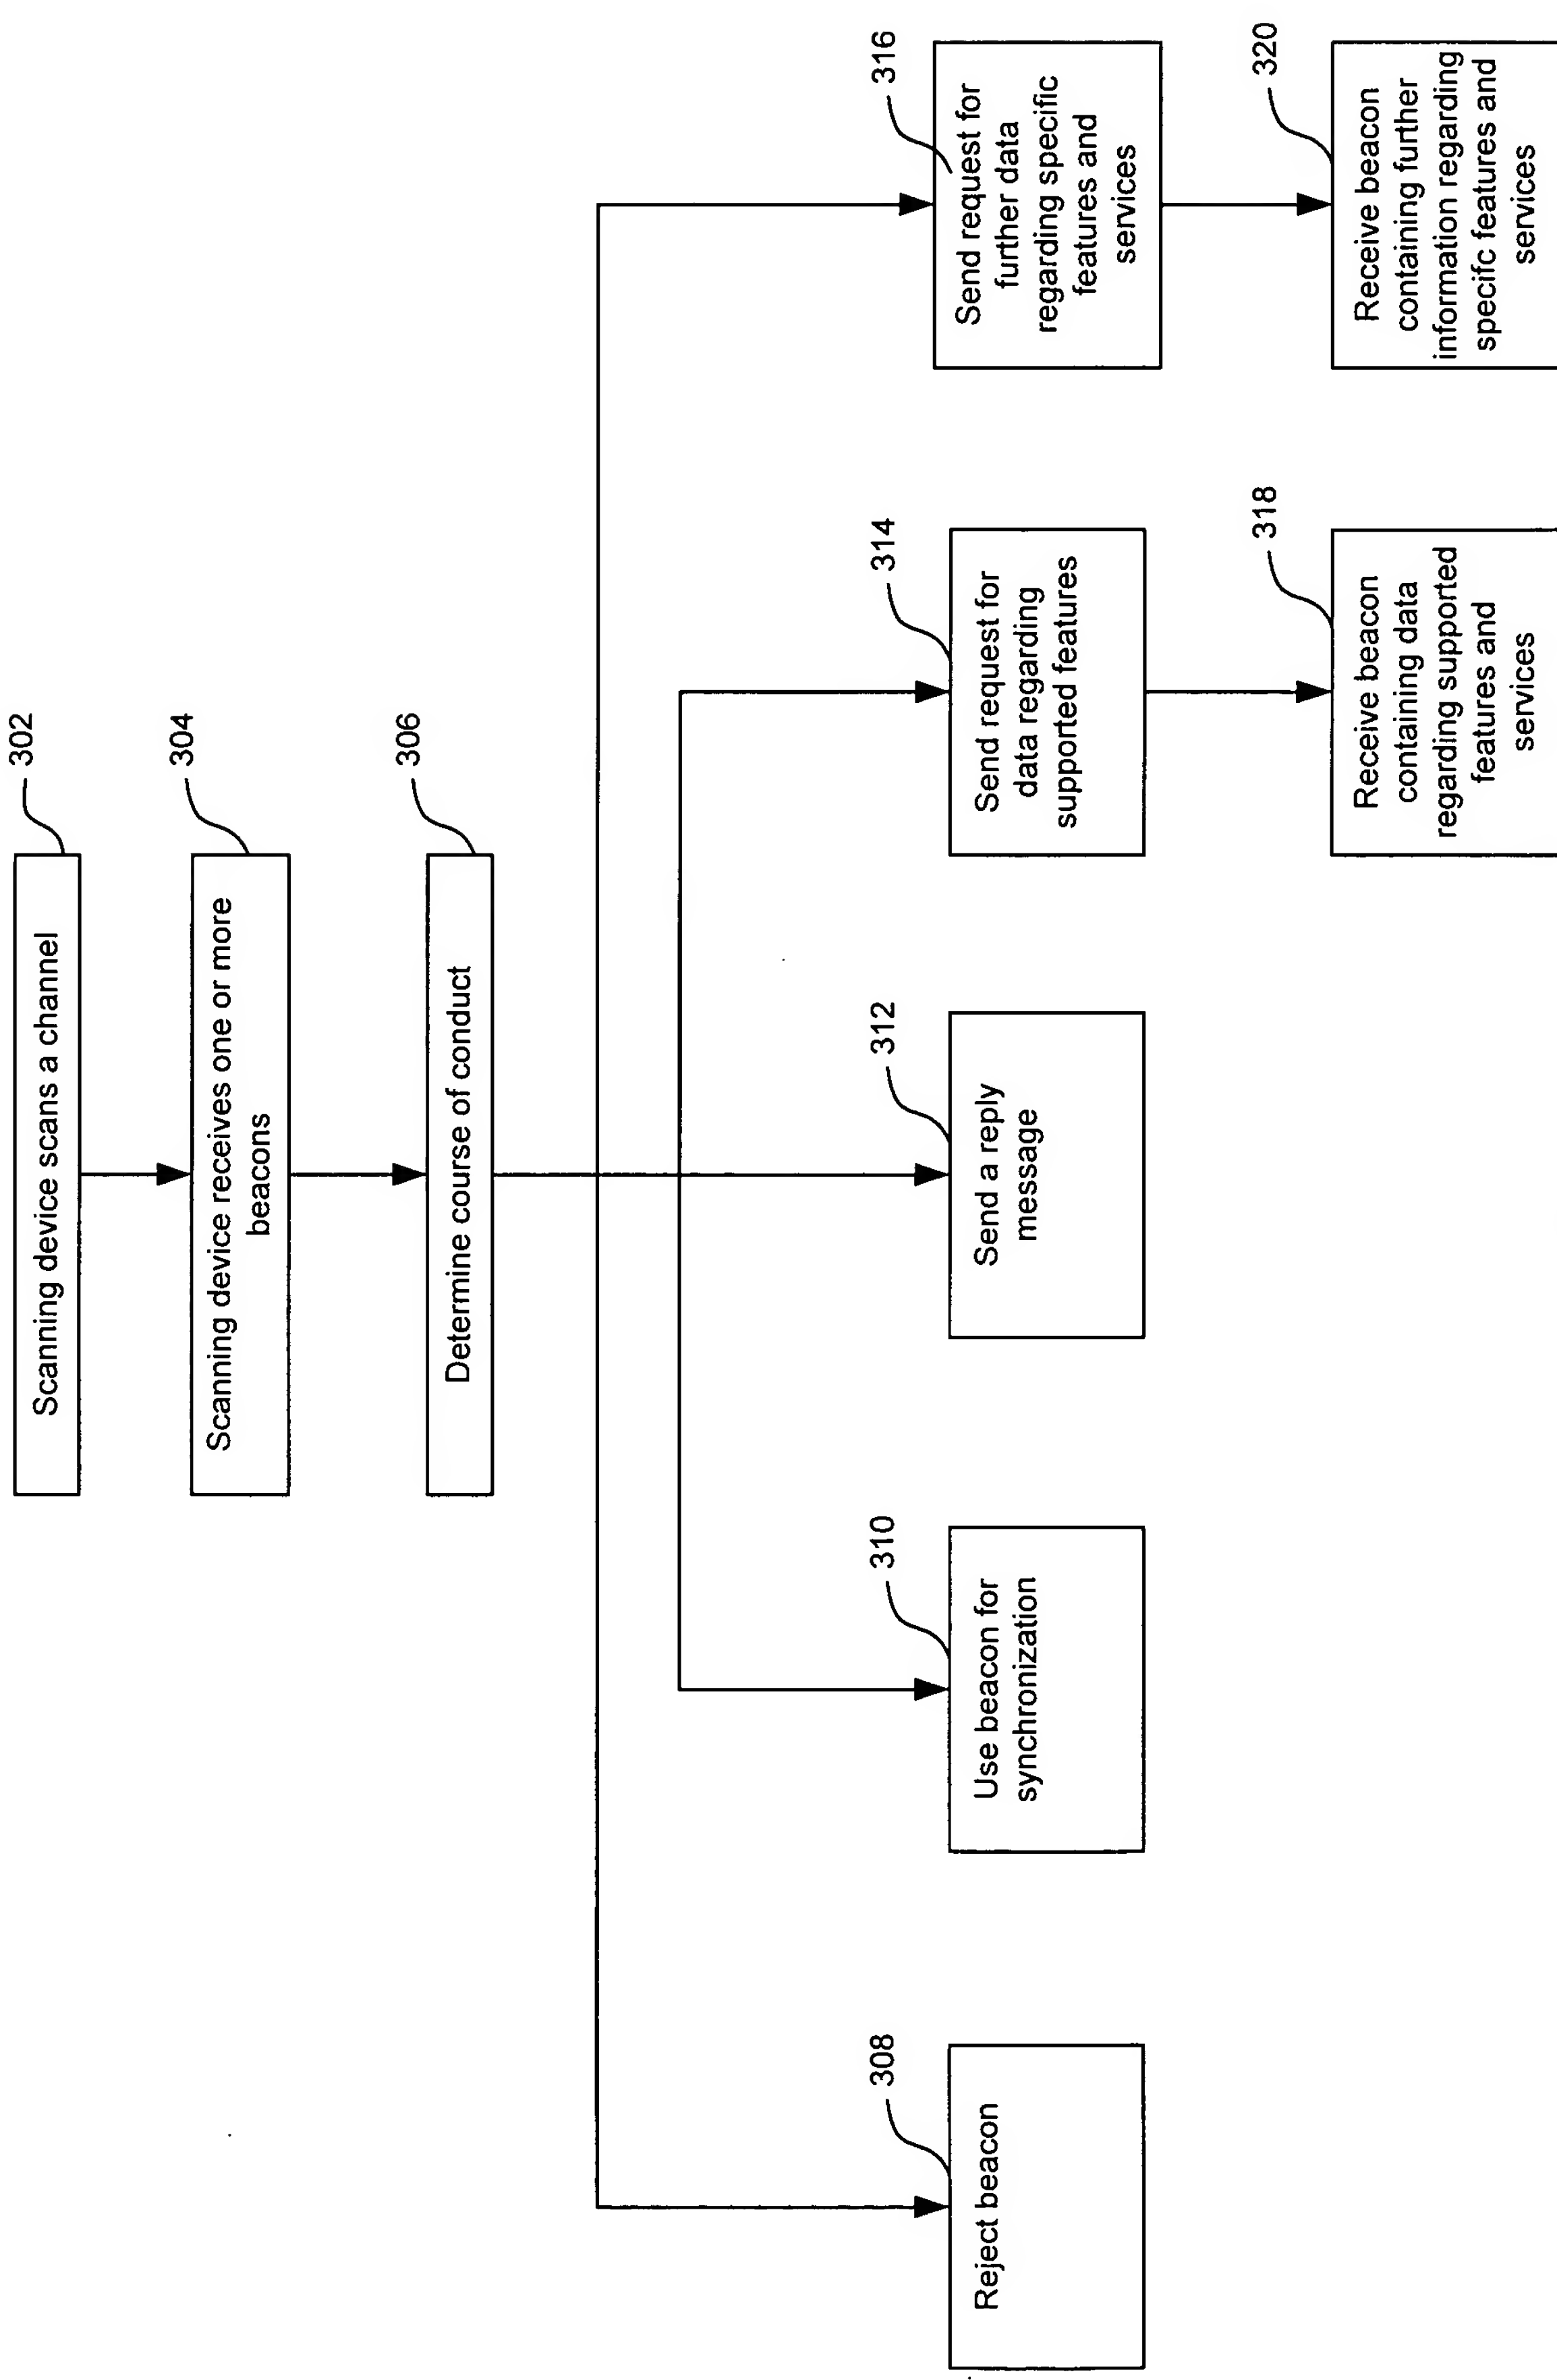 302
Scanning device scans a channel
304
Scanning device receives one or more
beacons
306
Determine course of conduct
308
Reject beacon
310
Use beacon for
synchronization
312
Send a reply
message
314
Send request for
data regarding
supported features
316
Send request for
further data
regarding specific
features and
services
318
Receive beacon
containing data
regarding supported
features and
services
320
Receive beacon
containing further
information regarding
specifc features and
services